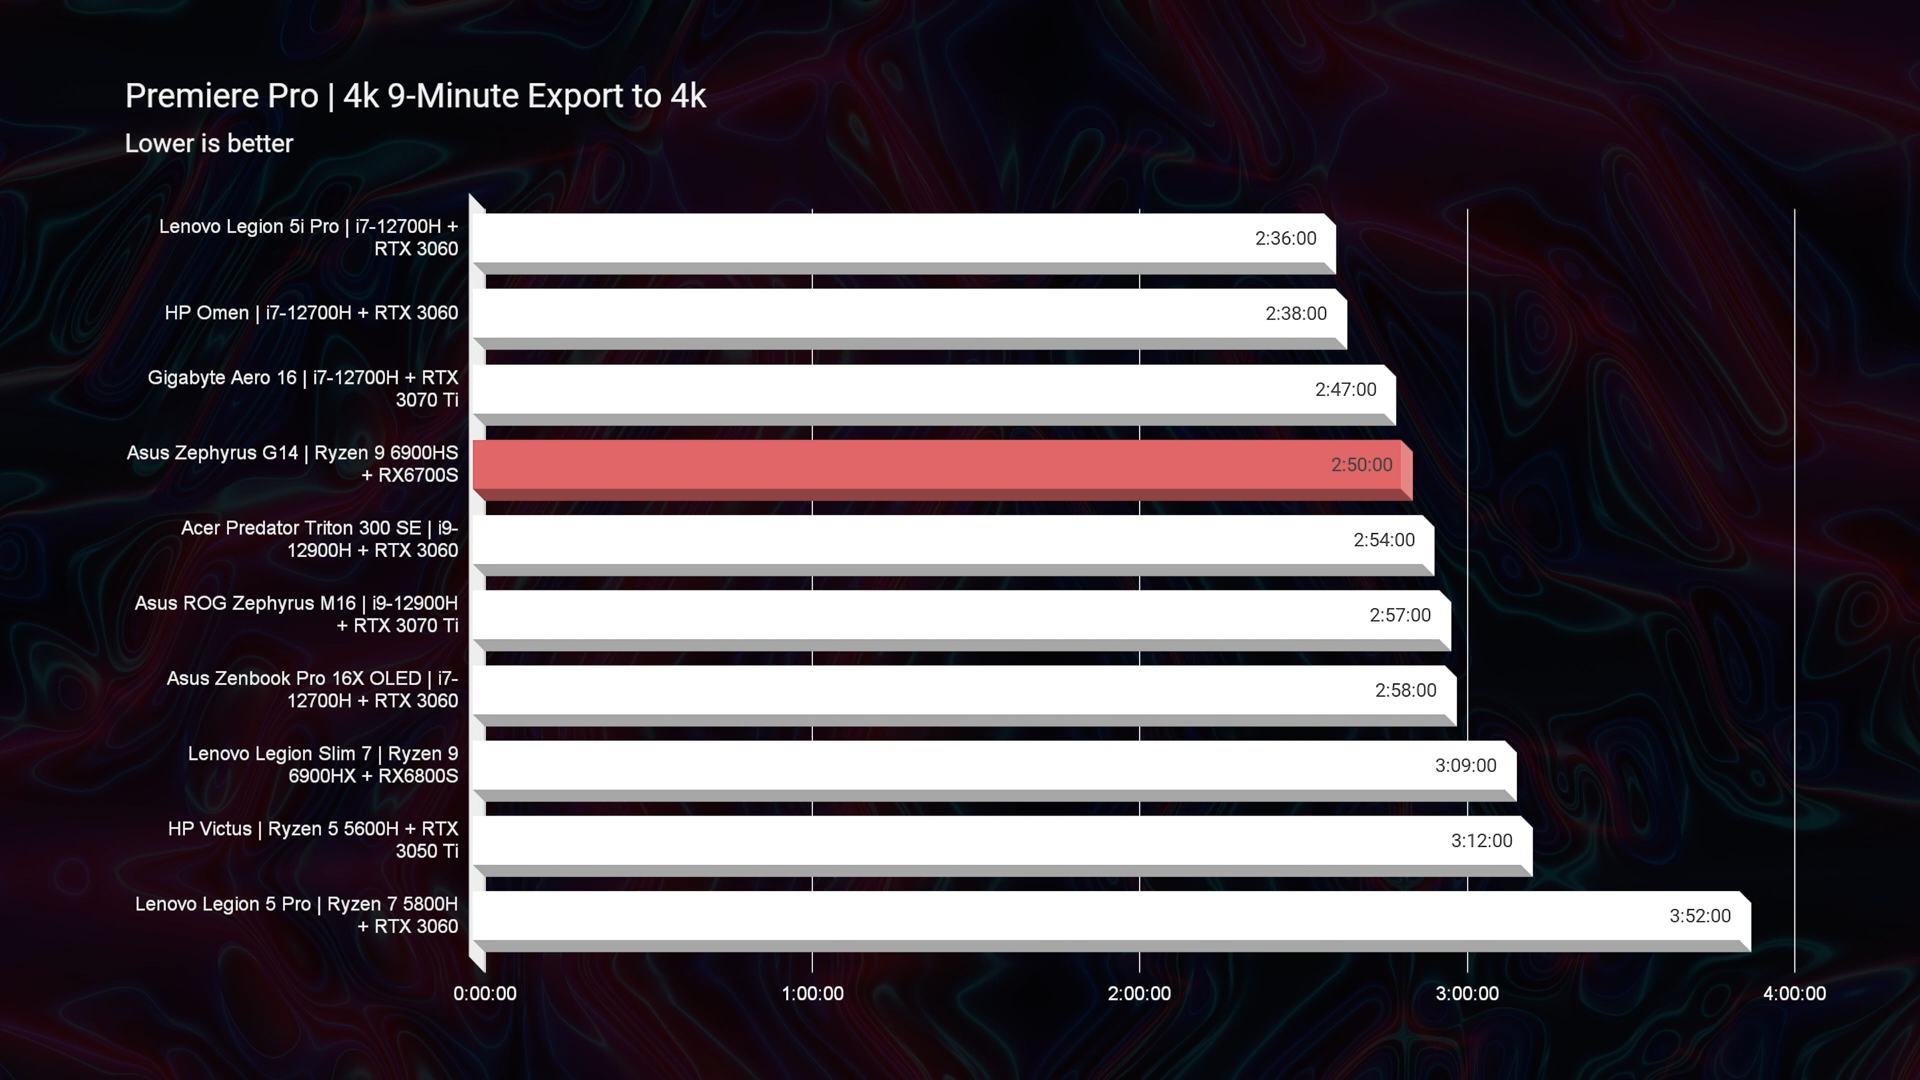 Premiere Pro | 4k 9-Minute Export to 4k
Lower is better
Lenovo Legion 5i Pro | i7-12700H +
RTX 3060
2:36:00
HP Omen | i7-12700H + RTX 3060
2:38:00
Gigabyte Aero 16 | i7-12700H + RTX
3070 Ti
2:47:00
Asus Zephyrus G14 | Ryzen 9 6900HS
+ RX6700S
2:50:00
Acer Predator Triton 300 SE | i9-
12900H + RTX 3060
2:54:00
Asus ROG Zephyrus M16 | i9-12900H
+ RTX 3070 Ti
2:57:00
Asus Zenbook Pro 16X OLED | i7-
12700H + RTX 3060
2:58:00
Lenovo Legion Slim 7 | Ryzen 9
6900HX + RX6800S
3:09:00
HP Victus | Ryzen 5 5600H + RTX
3050 Ti
3:12:00
Lenovo Legion 5 Pro | Ryzen 7 5800H
+ RTX 3060
3:52:00
0:00:00 1:00:00 2:00:00 3:00:00 4:00:00